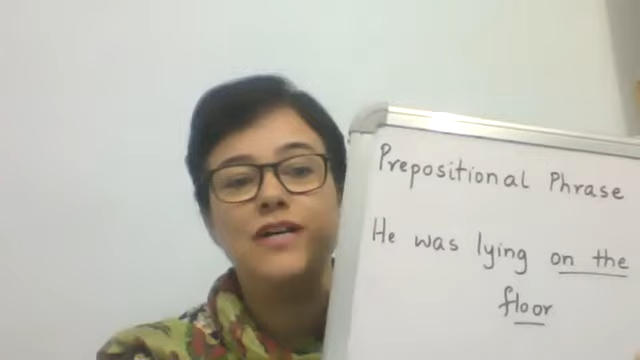 Prepositional Phrase
He was lying on the
floor